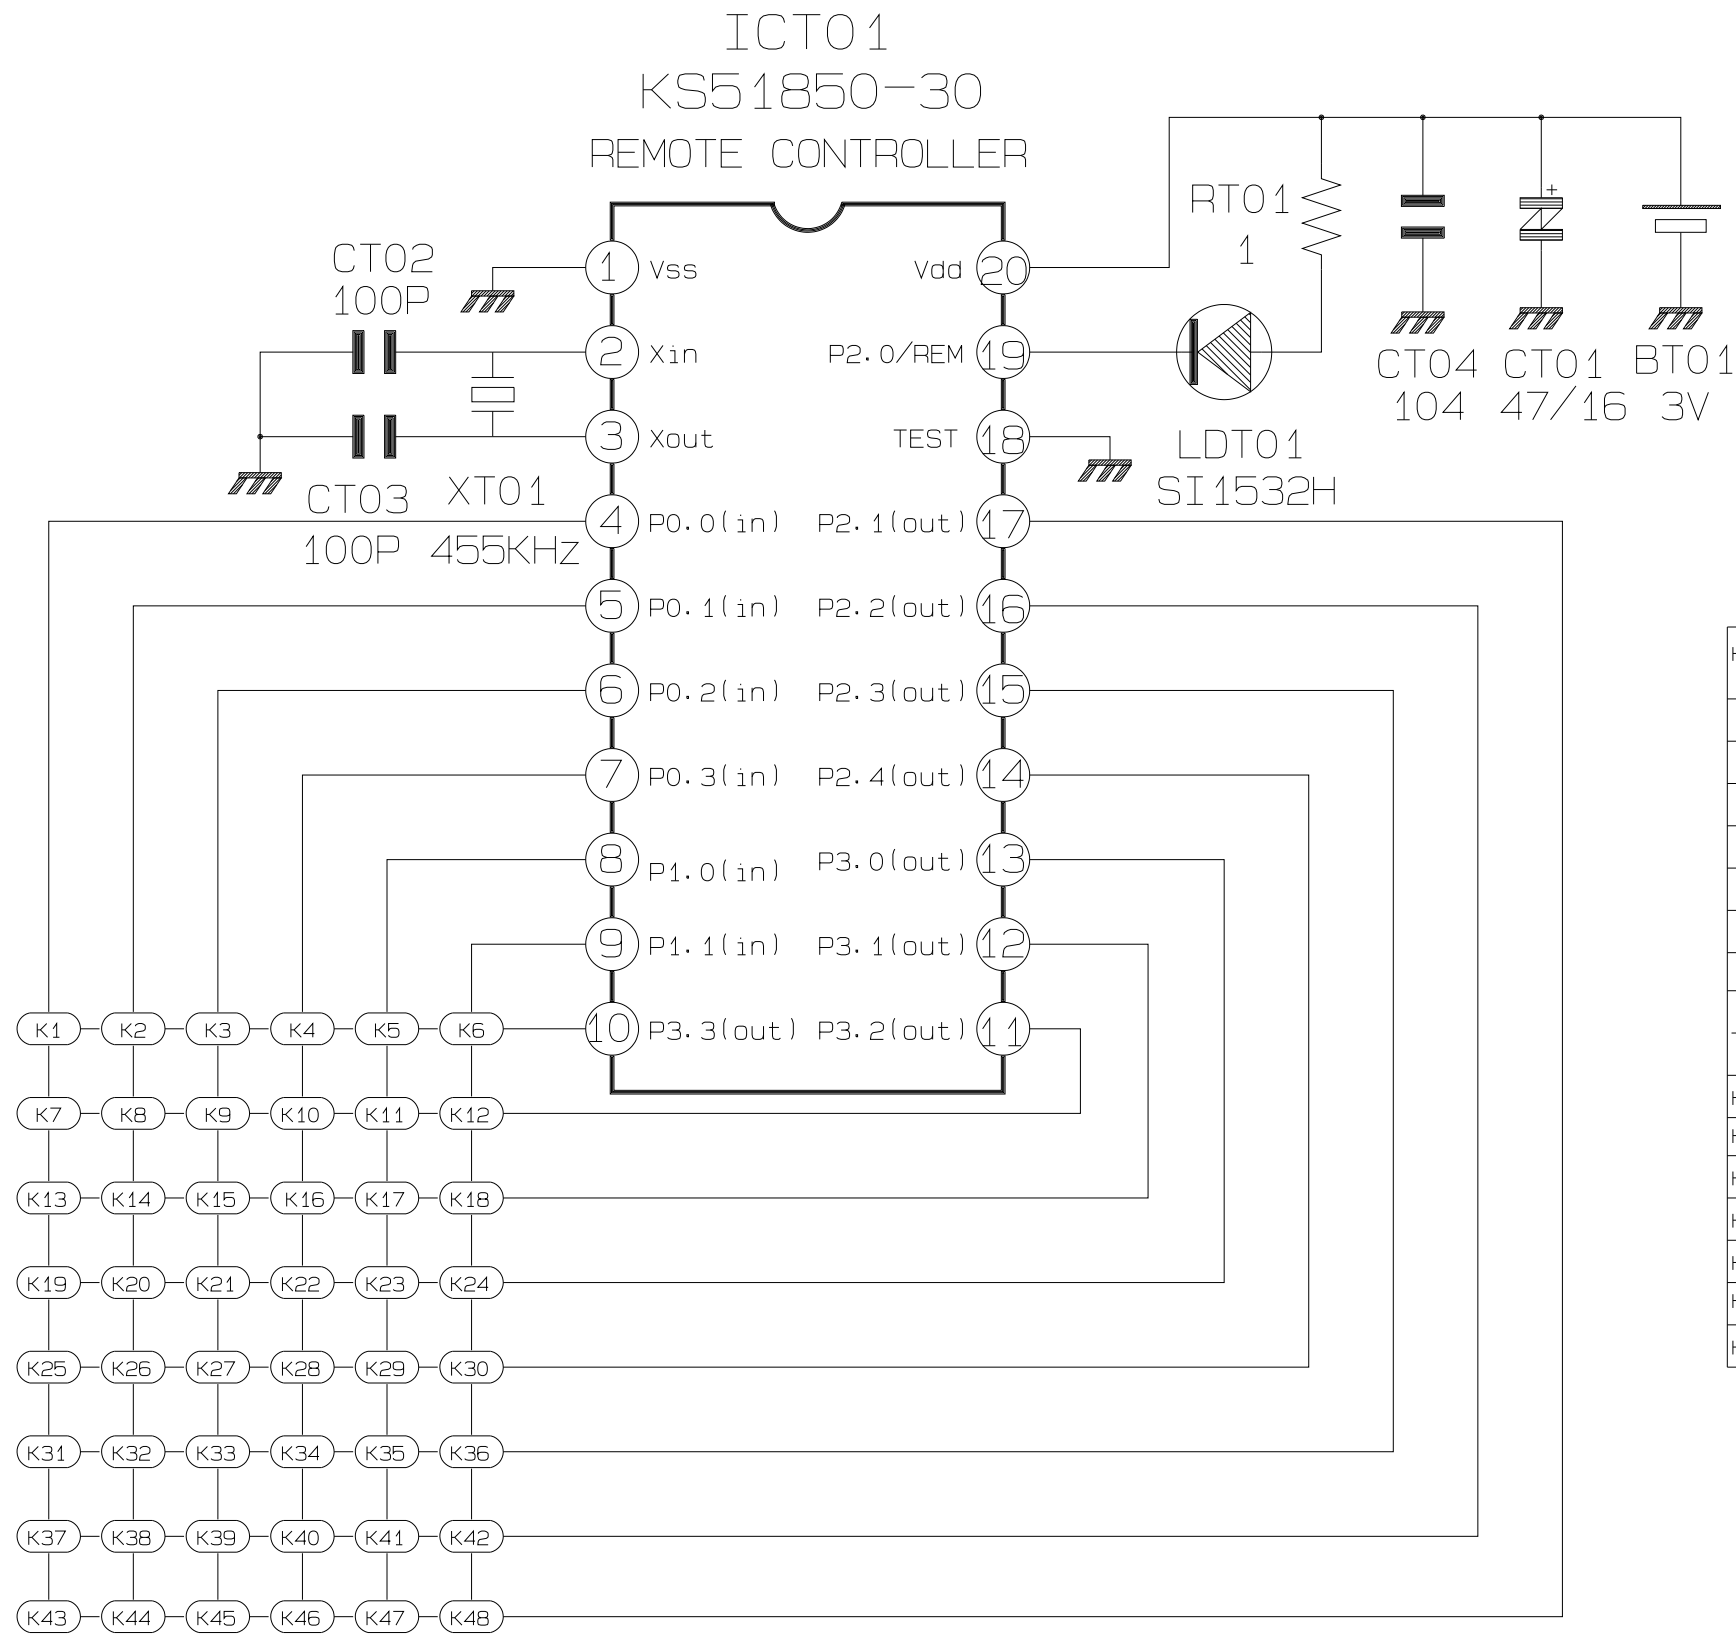 ICT01
KS51850-30
REMOTE CONTROLLER
CT02
100P
CT03
100P
XT01
455KHz
RT01
1
LDT01
SI1532H
CT04
104
+
CT01
47/16
BT01
3V
1 Vss Vdd 20
2 Xin P2.0/REM 19
3 Xout TEST 18
4 P0.0(in) P2.1(out) 17
5 P0.1(in) P2.2(out) 16
6 P0.2(in) P2.3(out) 15
7 P0.3(in) P2.4(out) 14
8 P1.0(in) P3.0(out) 13
9 P1.1(in) P3.1(out) 12
10 P3.3(out) P3.2(out) 11
K1 K2 K3 K4 K5 K6
K7 K8 K9 K10 K11 K12
K13 K14 K15 K16 K17 K18
K19 K20 K21 K22 K23 K24
K25 K26 K27 K28 K29 K30
K31 K32 K33 K34 K35 K36
K37 K38 K39 K40 K41 K42
K43 K44 K45 K46 K47 K48